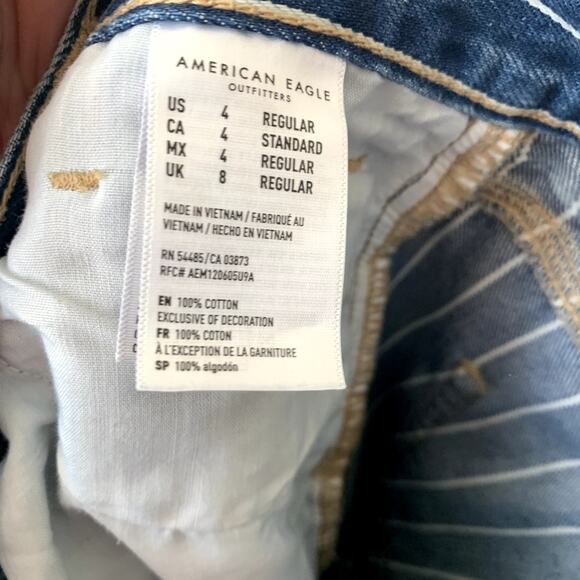 AMERICAN EAGLE
OUTFITTERS
US 4 REGULAR
CA 4 STANDARD
MX 4 REGULAR
UK 8 REGULAR
MADE IN VIETNAM / FABRIQUÉ AU
VIETNAM / HECHO EN VIETNAM
RN 54485/CA 03873
RFC# AEM120605U9A
EN 100% COTTON
EXCLUSIVE OF DECORATION
FR 100% COTON
À L'EXCEPTION DE LA GARNITURE
SP 100% algodón